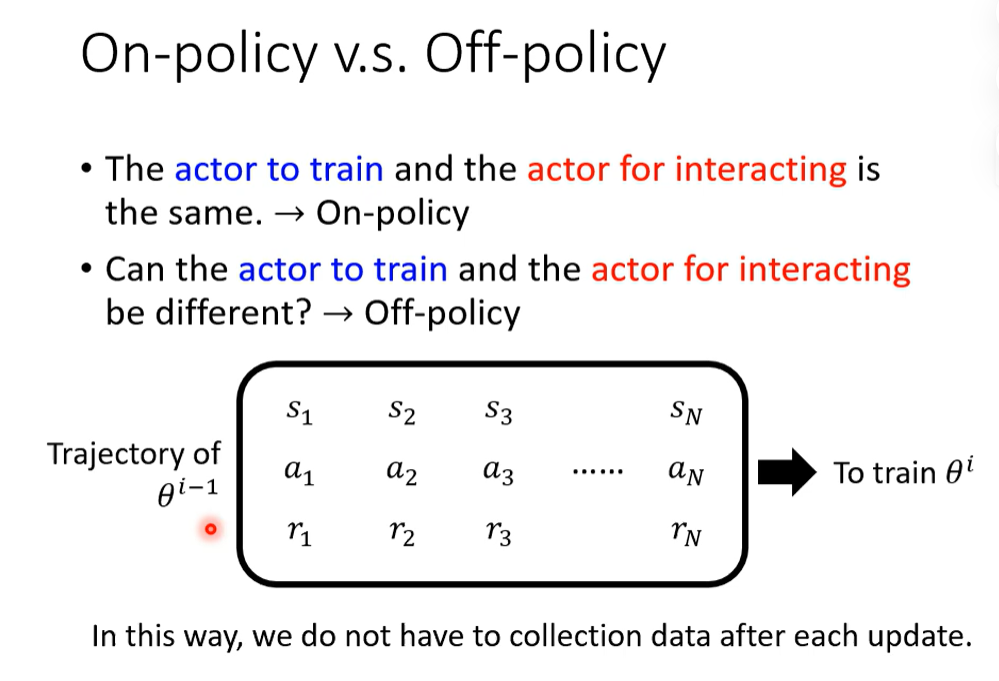 On-policy v.s. Off-policy
• The actor to train and the actor for interacting is
the same. → On-policy
• Can the actor to train and the actor for interacting
be different? → Off-policy
Trajectory of
θ^{i−1}
s_1 s_2 s_3 s_N
a_1 a_2 a_3 ...... a_N
r_1 r_2 r_3 r_N
To train θ^i
In this way, we do not have to collection data after each update.